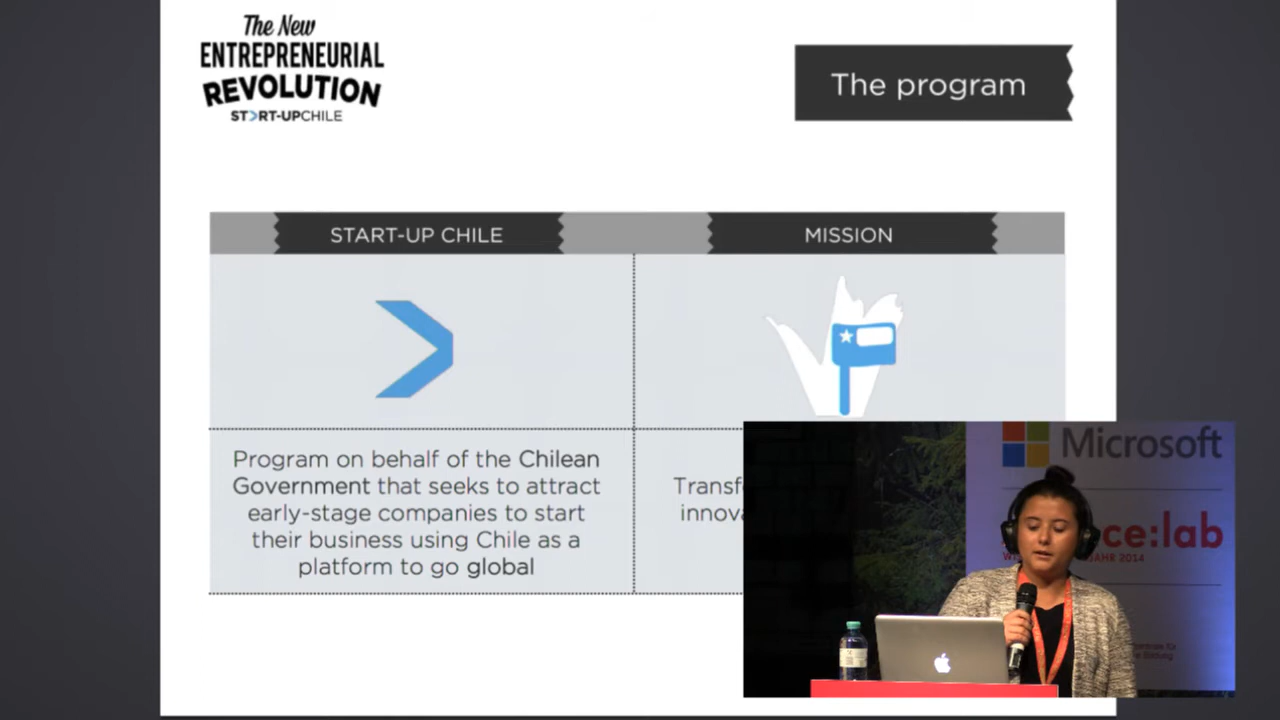 The New
ENTREPRENEURIAL
REVOLUTION
START-UPCHILE
The program
START-UP CHILE
MISSION
Program on behalf of the Chilean
Government that seeks to attract
early-stage companies to start
their business using Chile as a
platform to go global
Microsoft
ce:lab
JAHR 2014